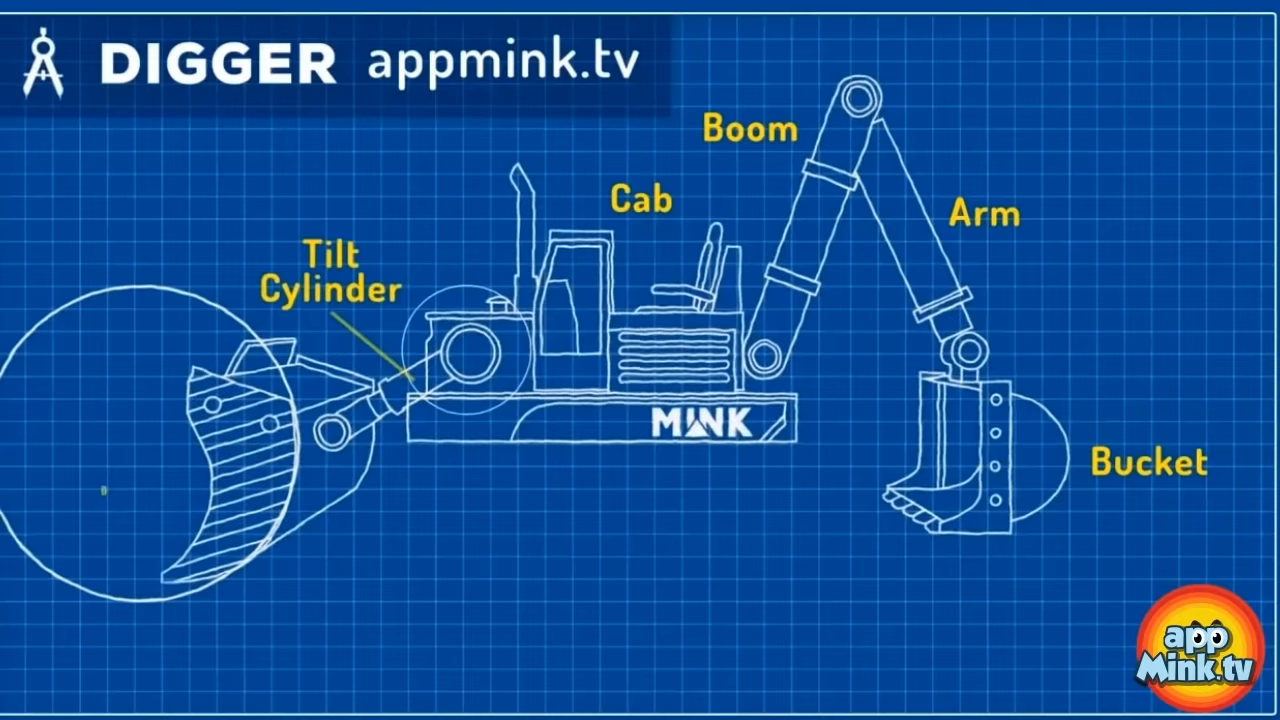 DIGGER appmink.tv
Boom
Cab
Arm
Tilt
Cylinder
MINK
Bucket
app
Mink.tv